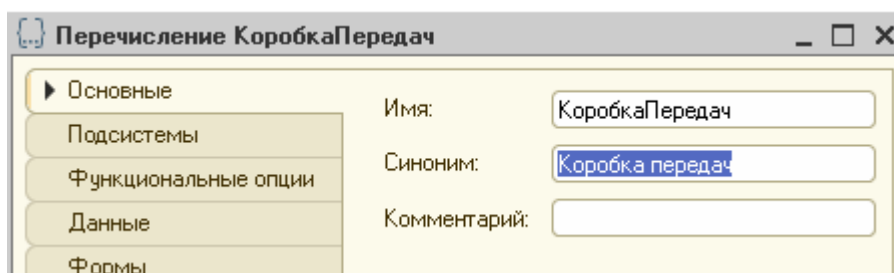 {...} Перечисление КоробкаПередач
Основные
Подсистемы
Функциональные опции
Данные
Формы
Имя: КоробкаПередач
Синоним: Коробка передач
Комментарий: